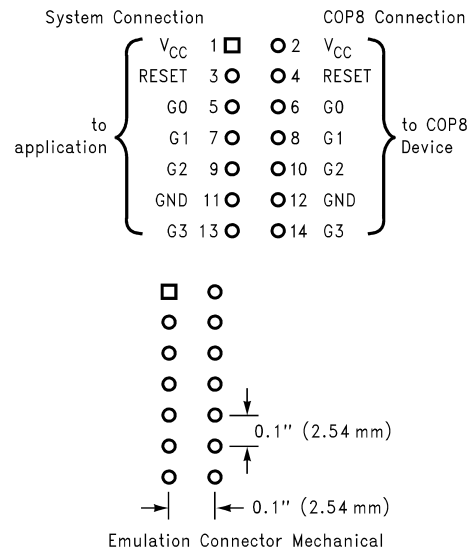 System Connection COP8 Connection
VCC 1 2 VCC
RESET 3 4 RESET
G0 5 6 G0
to application
G1 7 8 G1
to COP8 Device
G2 9 10 G2
GND 11 12 GND
G3 13 14 G3
0.1" (2.54 mm)
0.1" (2.54 mm)
Emulation Connector Mechanical